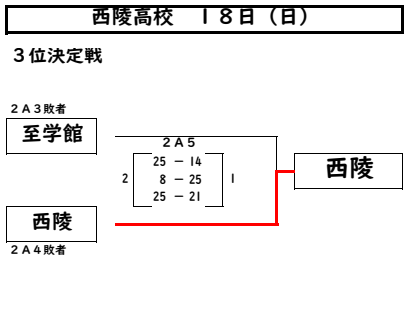 西陵高校　１８日（日）
３位決定戦
２Ａ３敗者
至学館
２Ａ５
25 － 14
2
8 － 25
1
西陵
25 － 21
西陵
２Ａ４敗者